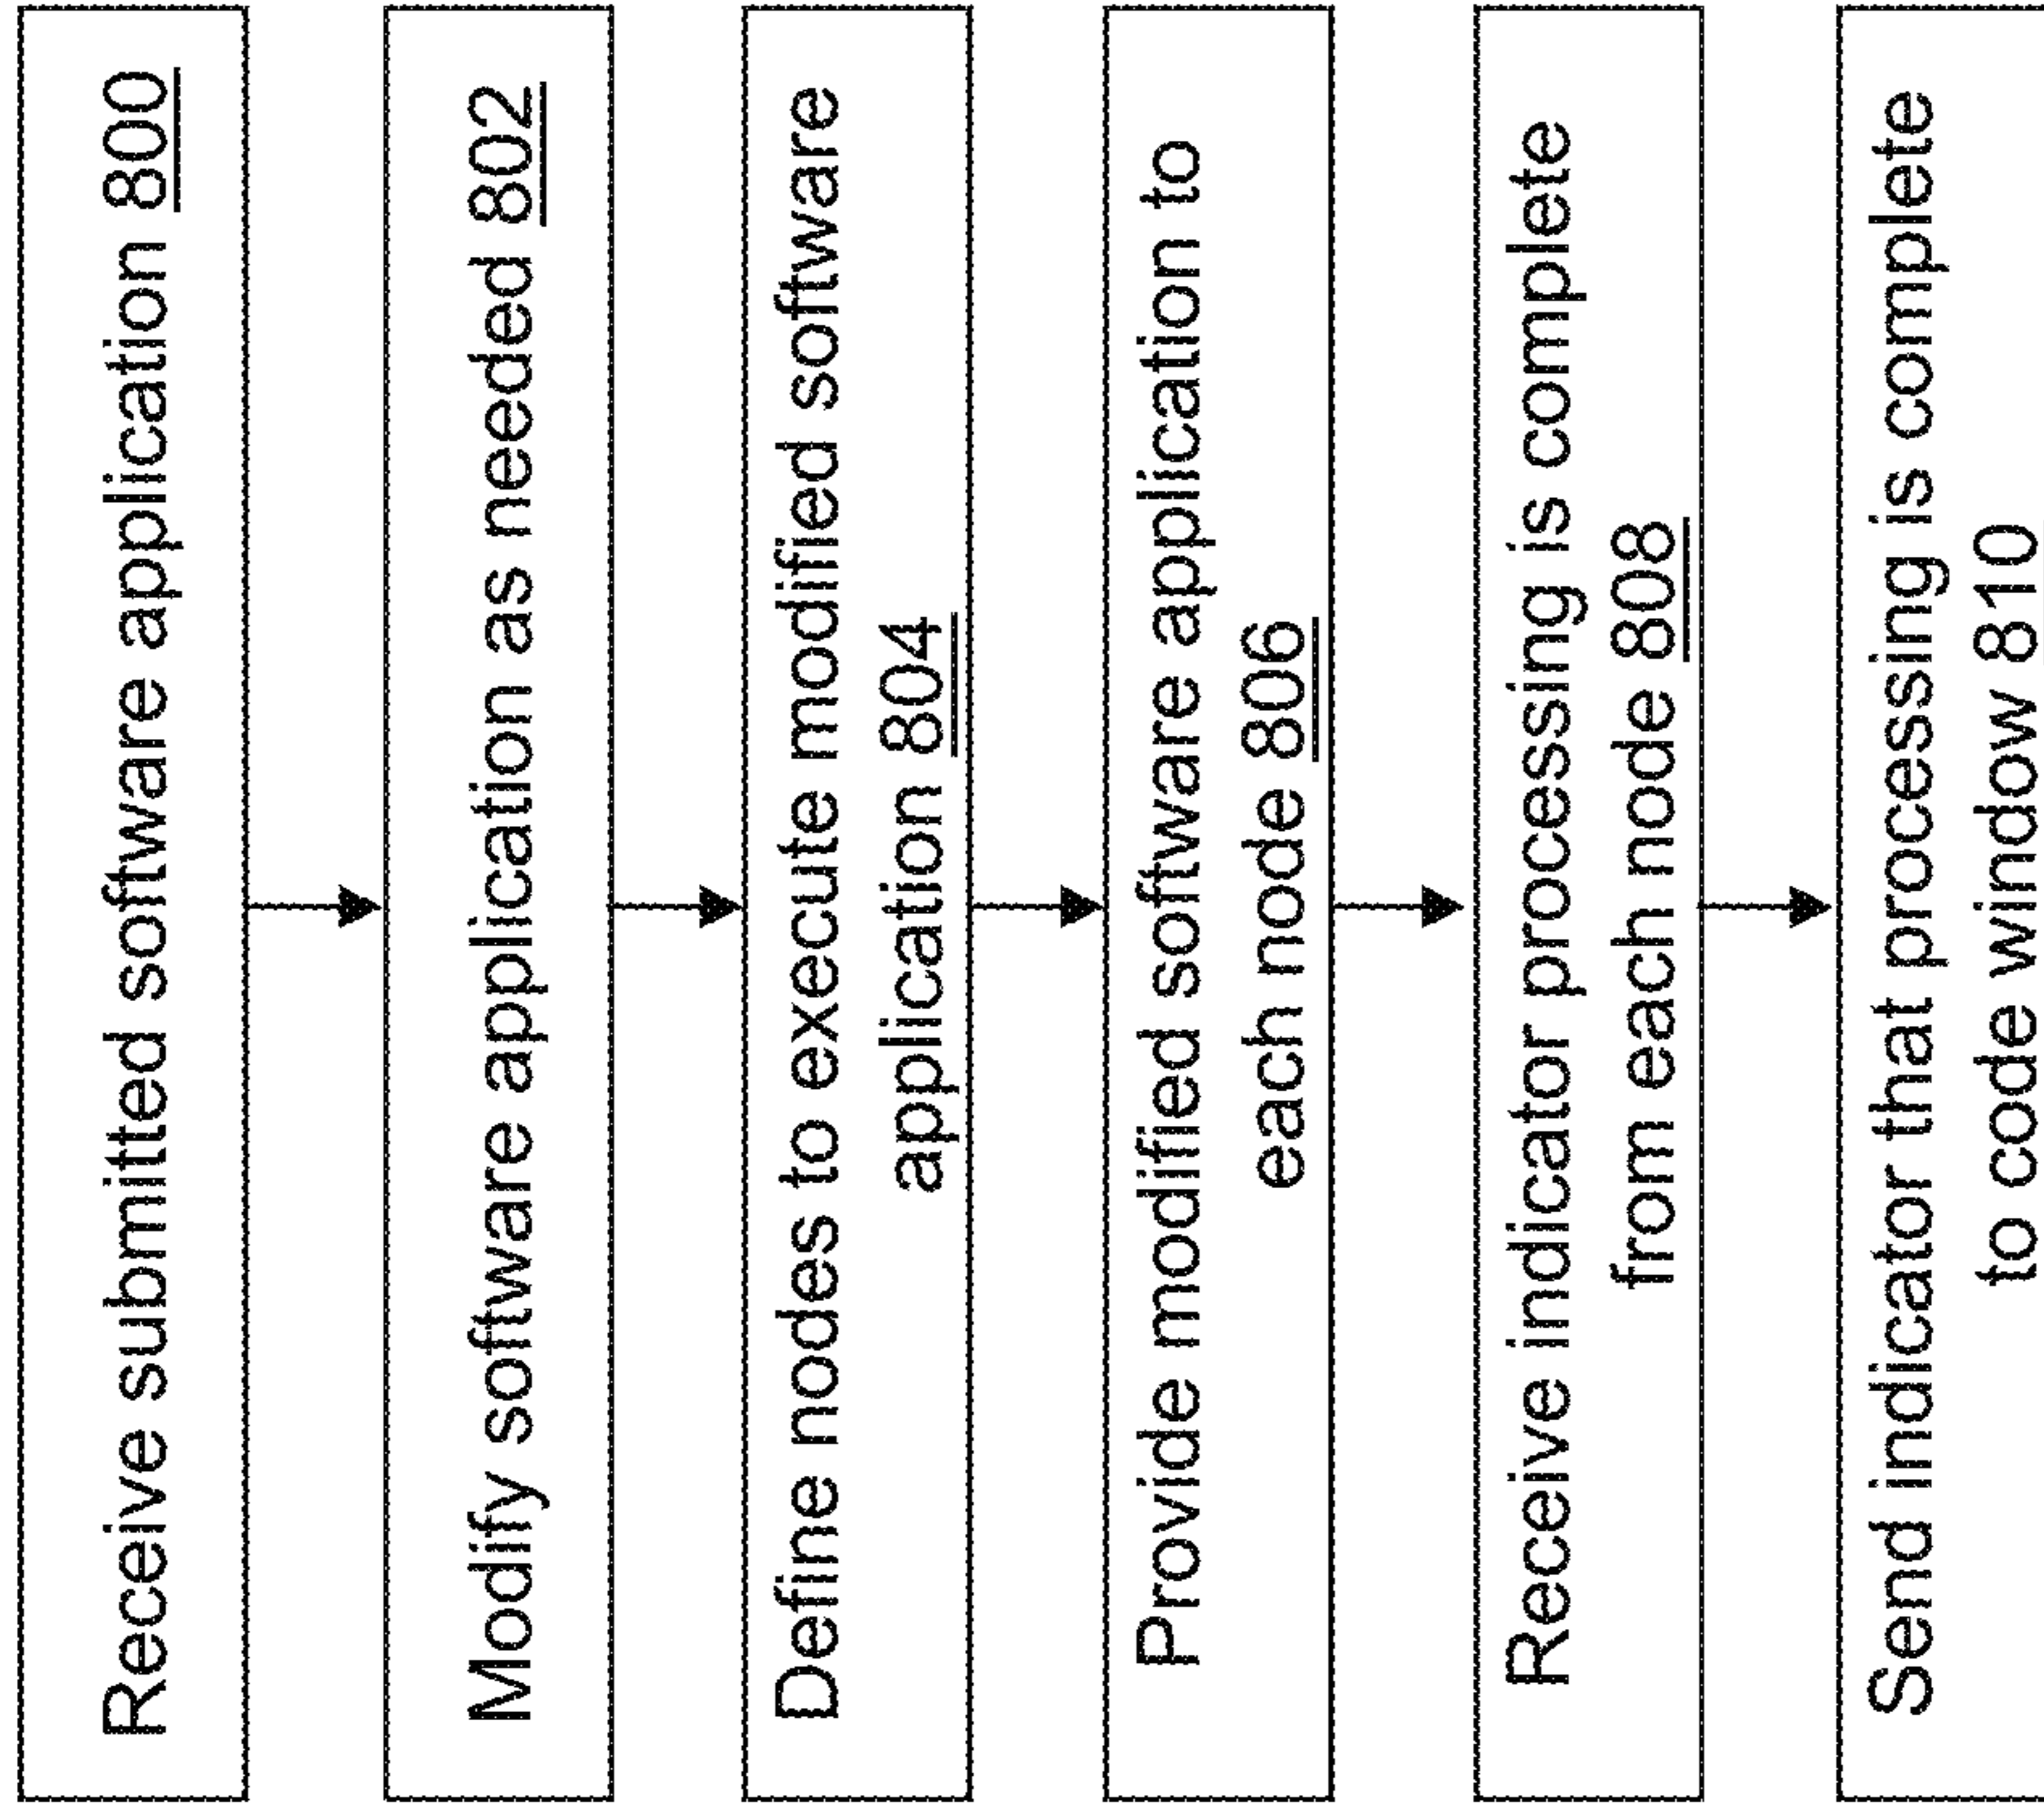 Receive submitted software application 800
Modify software application as needed 802
Define nodes to execute modified software
application 804
Provide modified software application to
each node 806
Receive indicator processing is complete
from each node 808
Send indicator that processing is complete
to code window 810